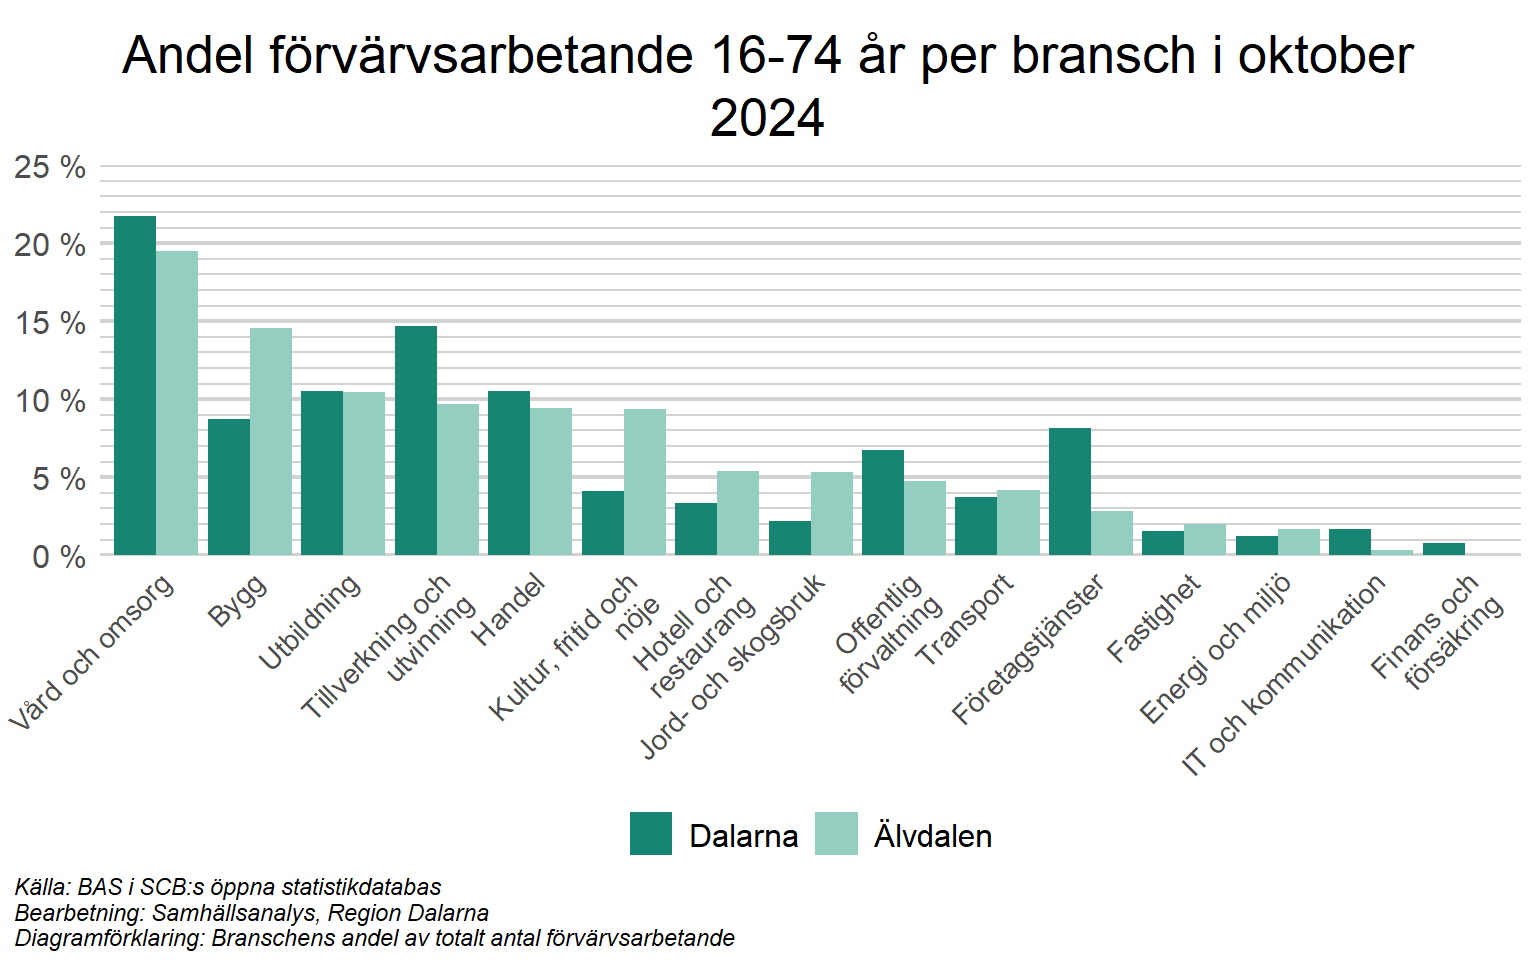 Andel förvärvsarbetande 16-74 år per bransch i oktober
2024
25 %
20 %
15 %
10 %
5 %
0 %
Vård och omsorg
Bygg
Utbildning
Tillverkning och
utvinning
Handel
Kultur, fritid och
nöje
Hotell och
restaurang
Jord- och skogsbruk
Offentlig
förvaltning
Transport
Företagstjänster
Fastighet
Energi och miljö
IT och kommunikation
Finans och
försäkring
Dalarna
Älvdalen
Källa: BAS i SCB:s öppna statistikdatabas
Bearbetning: Samhällsanalys, Region Dalarna
Diagramförklaring: Branschens andel av totalt antal förvärvsarbetande